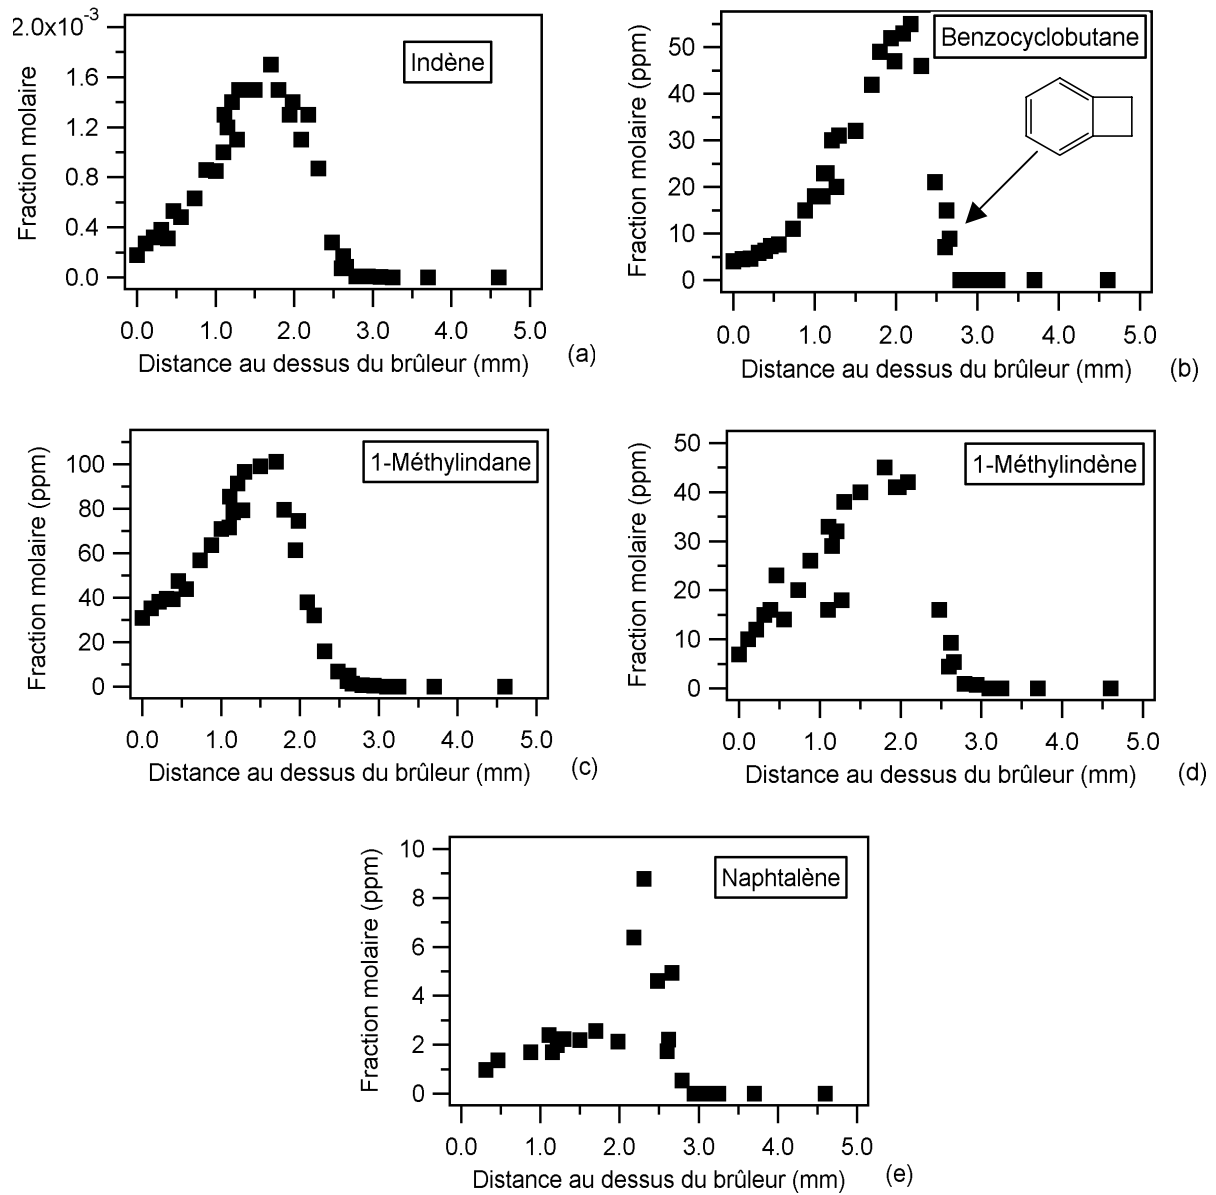 2.0x10-3
1.6
1.2
0.8
0.4
0.0
Fraction molaire
Indène
0.0 1.0 2.0 3.0 4.0 5.0
Distance au dessus du brûleur (mm)
(a)
50
40
30
20
10
0
Fraction molaire (ppm)
Benzocyclobutane
0.0 1.0 2.0 3.0 4.0 5.0
Distance au dessus du brûleur (mm)
(b)
100
80
60
40
20
0
Fraction molaire (ppm)
1-Méthylindane
0.0 1.0 2.0 3.0 4.0 5.0
Distance au dessus du brûleur (mm)
(c)
50
40
30
20
10
0
Fraction molaire (ppm)
1-Méthylindène
0.0 1.0 2.0 3.0 4.0 5.0
Distance au dessus du brûleur (mm)
(d)
10
8
6
4
2
0
Fraction molaire (ppm)
Naphtalène
0.0 1.0 2.0 3.0 4.0 5.0
Distance au dessus du brûleur (mm)
(e)